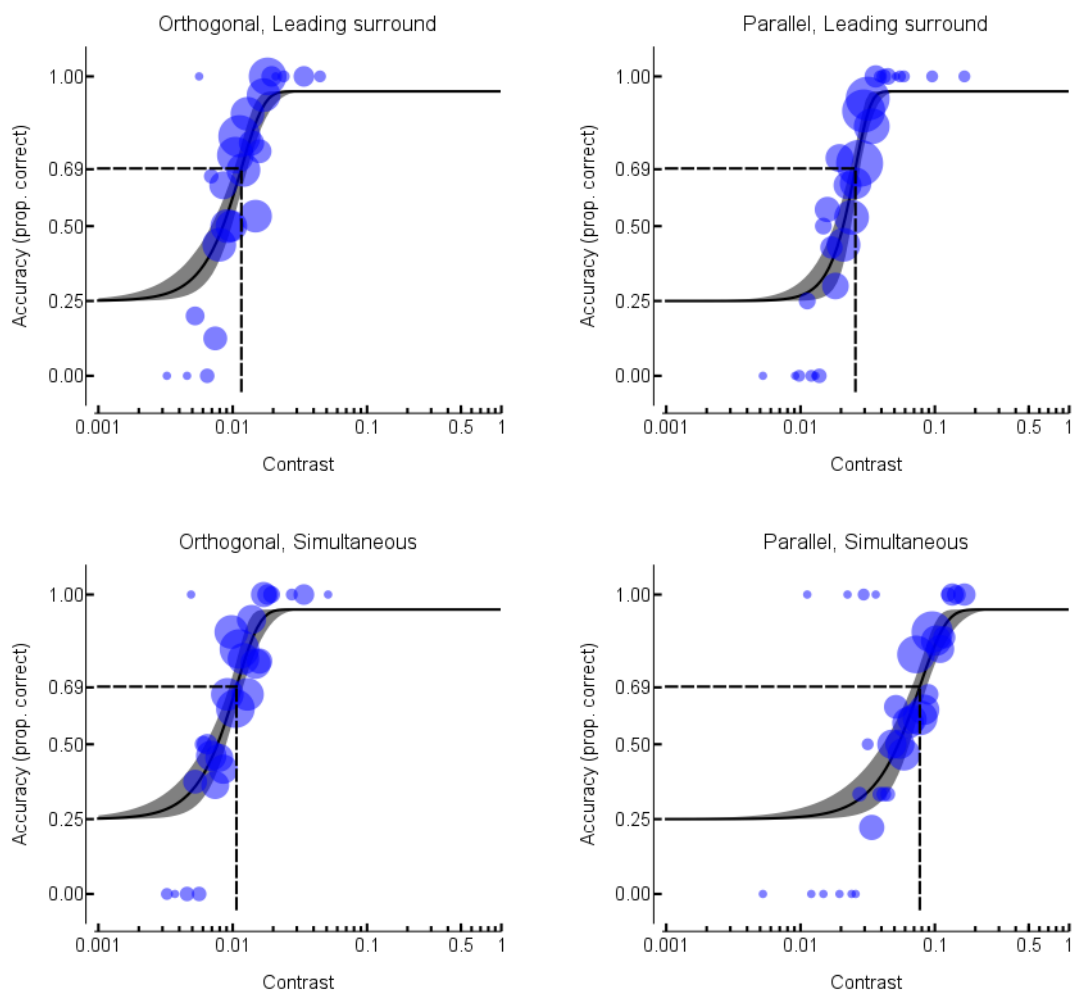 Orthogonal, Leading surround
Accuracy (prop. correct)
1.00
0.69
0.50
0.25
0.00
0.001 0.01 0.1 0.5 1
Contrast
Parallel, Leading surround
Accuracy (prop. correct)
1.00
0.69
0.50
0.25
0.00
0.001 0.01 0.1 0.5 1
Contrast
Orthogonal, Simultaneous
Accuracy (prop. correct)
1.00
0.69
0.50
0.25
0.00
0.001 0.01 0.1 0.5 1
Contrast
Parallel, Simultaneous
Accuracy (prop. correct)
1.00
0.69
0.50
0.25
0.00
0.001 0.01 0.1 0.5 1
Contrast